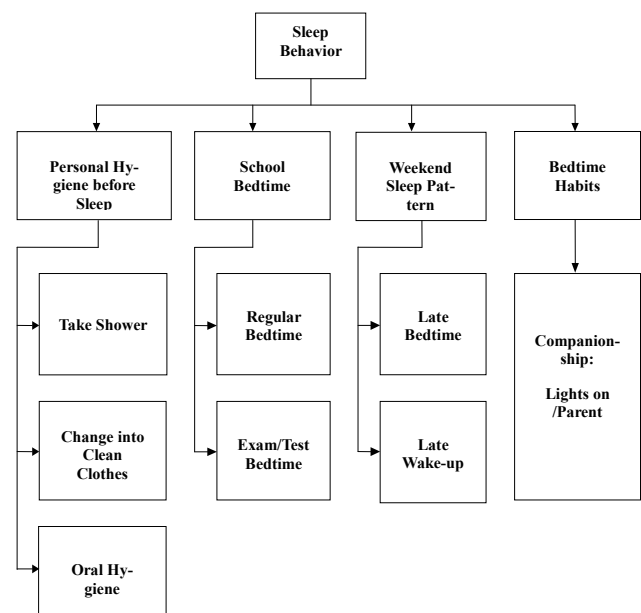 Sleep
Behavior
Personal Hy-
giene before
Sleep
School
Bedtime
Weekend
Sleep Pat-
tern
Bedtime
Habits
Take Shower
Regular
Bedtime
Late
Bedtime
Companion-
ship:
Lights on
/Parent
Change into
Clean
Clothes
Exam/Test
Bedtime
Late
Wake-up
Oral Hy-
giene